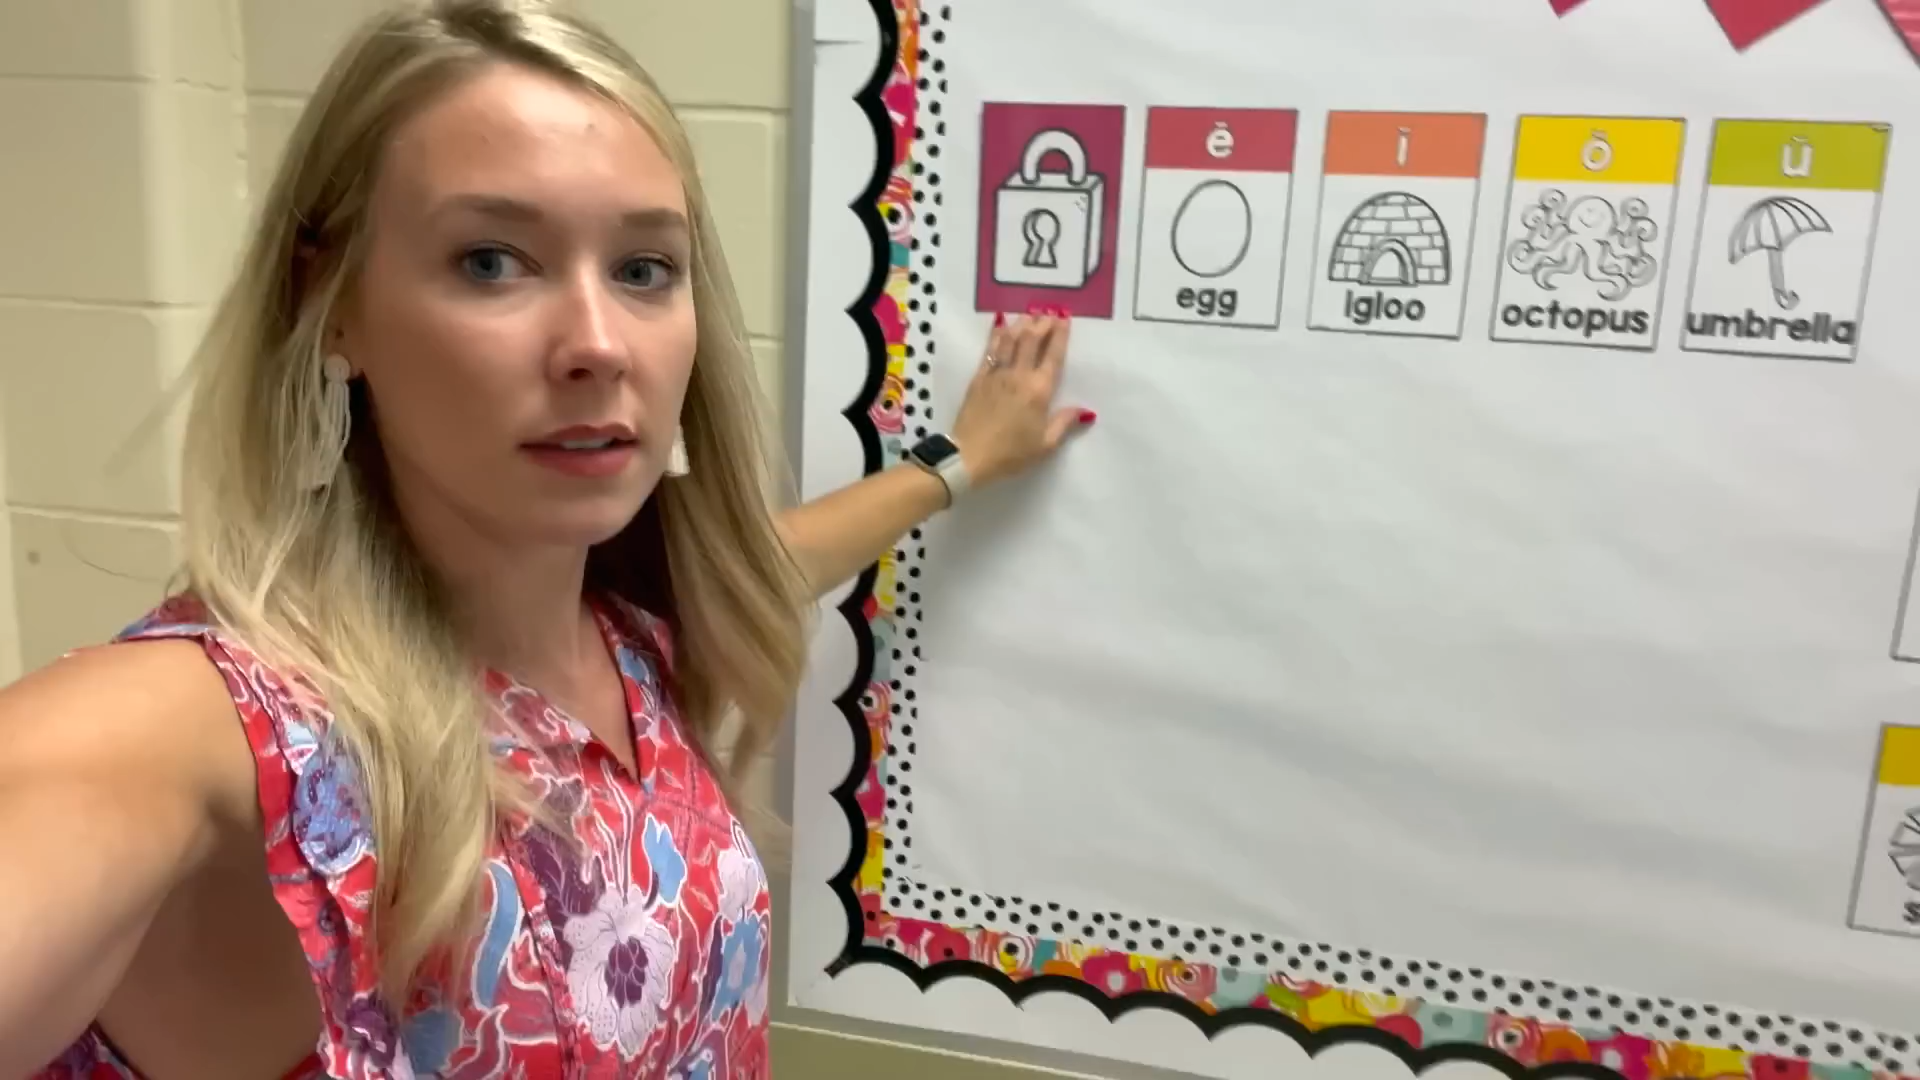 ĕ
egg
ĭ
igloo
ŏ
octopus
ŭ
umbrella
s